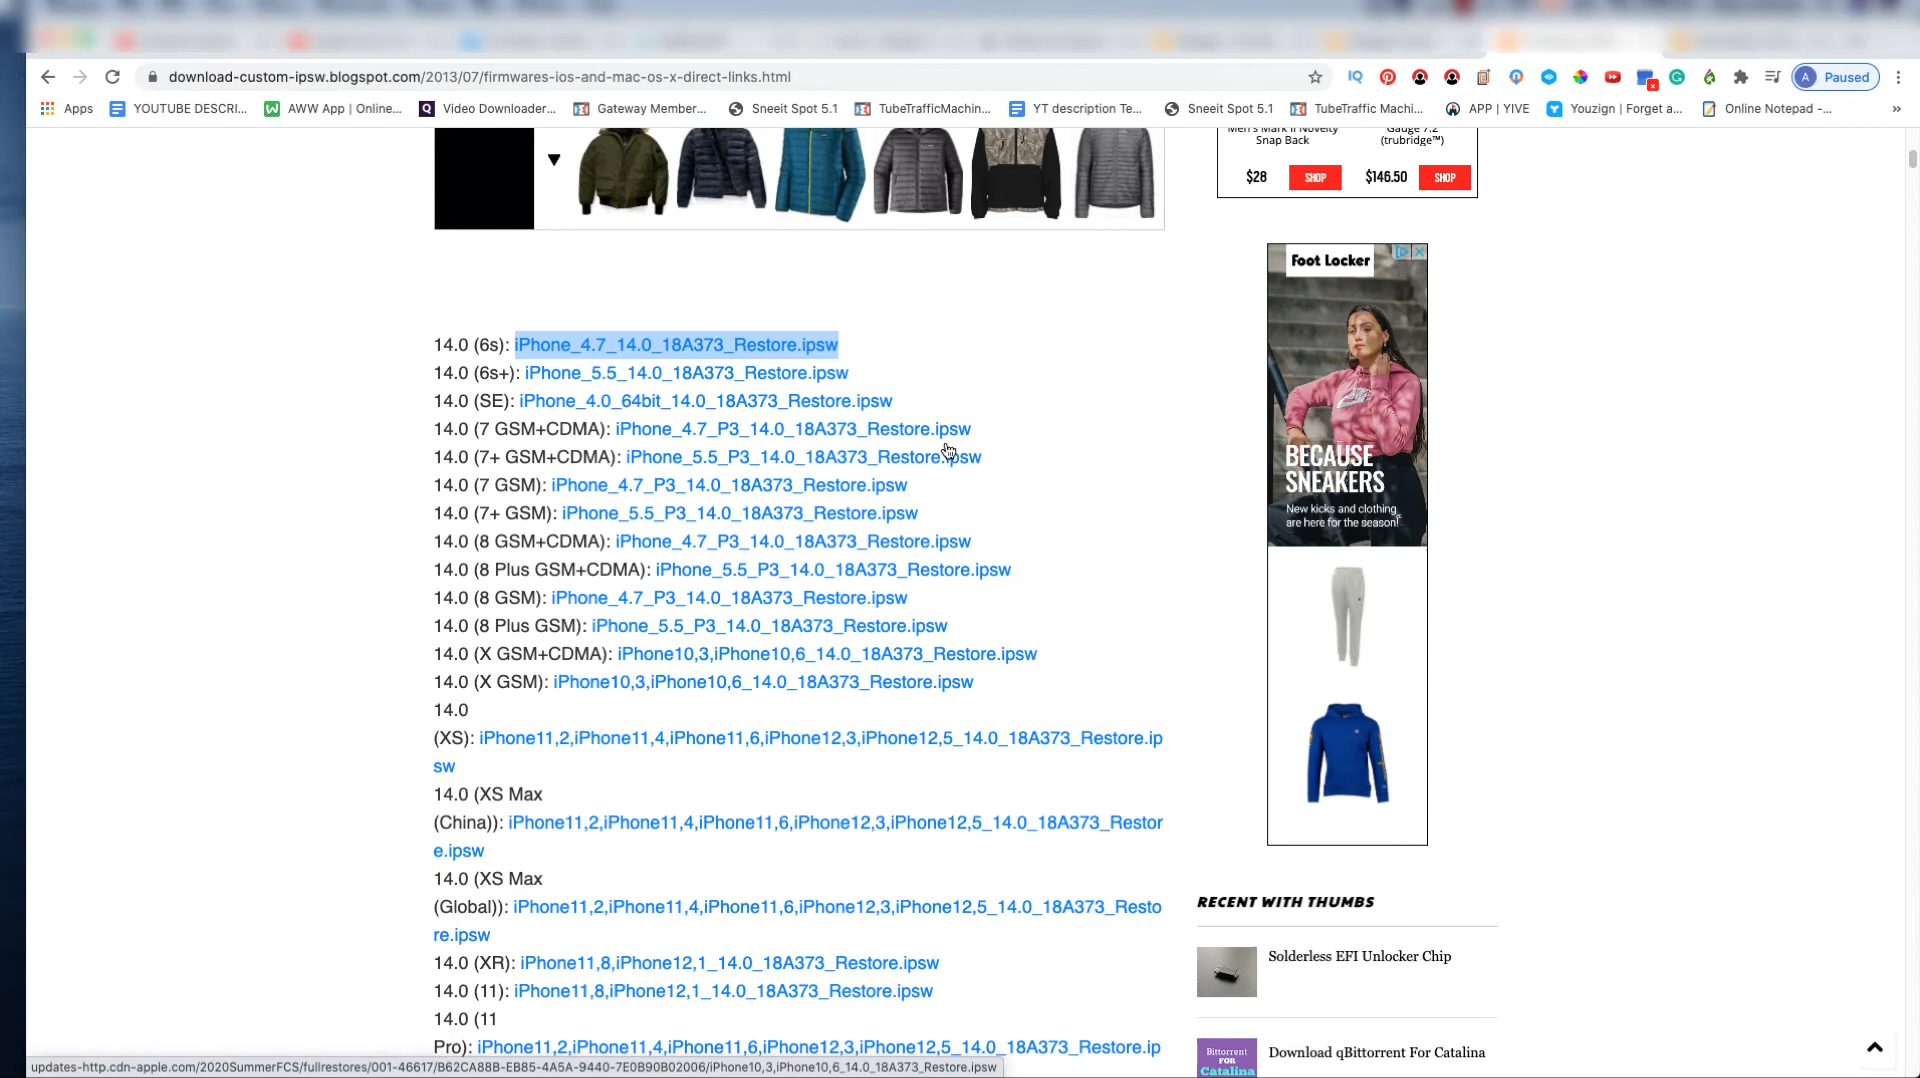 download-custom-ipsw.blogspot.com/2013/07/firmwares-ios-and-mac-os-x-direct-links.html
IQ
A Paused
Apps YOUTUBE DESCRI... AWW App | Online... Video Downloader... Gateway Member... Sneeit Spot 5.1 TubeTrafficMachin... YT description Te... Sneeit Spot 5.1 TubeTraffic Machi... APP | YIVE Youzign | Forget a... Online Notepad -... »
Men's Mark II Novelty
Snap Back
Gauge 7.2"
(trubridge™)
$28 SHOP $146.50 SHOP
Foot Locker
BECAUSE
SNEAKERS
New kicks and clothing
are here for the season!
14.0 (6s): iPhone_4.7_14.0_18A373_Restore.ipsw
14.0 (6s+): iPhone_5.5_14.0_18A373_Restore.ipsw
14.0 (SE): iPhone_4.0_64bit_14.0_18A373_Restore.ipsw
14.0 (7 GSM+CDMA): iPhone_4.7_P3_14.0_18A373_Restore.ipsw
14.0 (7+ GSM+CDMA): iPhone_5.5_P3_14.0_18A373_Restore.ipsw
14.0 (7 GSM): iPhone_4.7_P3_14.0_18A373_Restore.ipsw
14.0 (7+ GSM): iPhone_5.5_P3_14.0_18A373_Restore.ipsw
14.0 (8 GSM+CDMA): iPhone_4.7_P3_14.0_18A373_Restore.ipsw
14.0 (8 Plus GSM+CDMA): iPhone_5.5_P3_14.0_18A373_Restore.ipsw
14.0 (8 GSM): iPhone_4.7_P3_14.0_18A373_Restore.ipsw
14.0 (8 Plus GSM): iPhone_5.5_P3_14.0_18A373_Restore.ipsw
14.0 (X GSM+CDMA): iPhone10,3,iPhone10,6_14.0_18A373_Restore.ipsw
14.0 (X GSM): iPhone10,3,iPhone10,6_14.0_18A373_Restore.ipsw
14.0
(XS): iPhone11,2,iPhone11,4,iPhone11,6,iPhone12,3,iPhone12,5_14.0_18A373_Restore.ip
sw
14.0 (XS Max
(China)): iPhone11,2,iPhone11,4,iPhone11,6,iPhone12,3,iPhone12,5_14.0_18A373_Restor
e.ipsw
14.0 (XS Max
(Global)): iPhone11,2,iPhone11,4,iPhone11,6,iPhone12,3,iPhone12,5_14.0_18A373_Resto
re.ipsw
14.0 (XR): iPhone11,8,iPhone12,1_14.0_18A373_Restore.ipsw
14.0 (11): iPhone11,8,iPhone12,1_14.0_18A373_Restore.ipsw
14.0 (11
Pro): iPhone11,2,iPhone11,4,iPhone11,6,iPhone12,3,iPhone12,5_14.0_18A373_Restore.ip
RECENT WITH THUMBS
Solderless EFI Unlocker Chip
Bittorrent
FOR
Catalina
Download qBittorrent For Catalina
updates-http.cdn-apple.com/2020SummerFCS/fullrestores/001-46617/B62CA88B-EB85-4A5A-9440-7E0B90B02006/iPhone10,3,iPhone10,6_14.0_18A373_Restore.ipsw